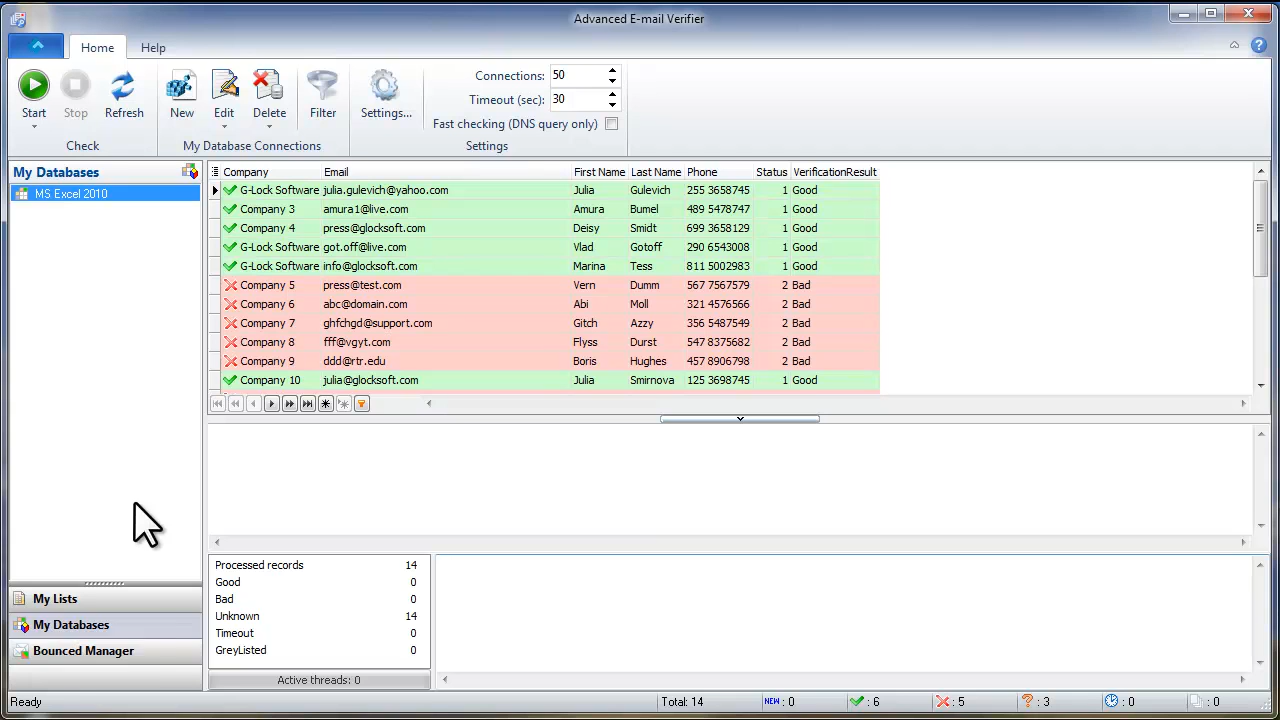 Advanced E-mail Verifier
Home Help
Start Stop Refresh New Edit Delete Filter Settings...
Connections: 50
Timeout (sec): 30
Fast checking (DNS query only)
Check My Database Connections Settings
My Databases
MS Excel 2010
Company Email First Name Last Name Phone Status VerificationResult
G-Lock Software julia.gulevich@yahoo.com Julia Gulevich 255 3658745 1 Good
Company 3 amura1@live.com Amura Bumel 489 5478747 1 Good
Company 4 press@glocksoft.com Deisy Smidt 699 3658129 1 Good
G-Lock Software got.off@live.com Vlad Gotoff 290 6543008 1 Good
G-Lock Software info@glocksoft.com Marina Tess 811 5002983 1 Good
Company 5 press@test.com Vern Dumm 567 7567579 2 Bad
Company 6 abc@domain.com Abi Moll 321 4576566 2 Bad
Company 7 ghfchgd@support.com Gitch Azzy 356 5487549 2 Bad
Company 8 fff@vgyt.com Flyss Durst 547 8375682 2 Bad
Company 9 ddd@rtr.edu Boris Hughes 457 8906798 2 Bad
Company 10 julia@glocksoft.com Julia Smirnova 125 3698745 1 Good
Processed records 14
Good 0
Bad 0
Unknown 14
Timeout 0
GreyListed 0
Active threads: 0
My Lists
My Databases
Bounced Manager
Ready Total: 14 NEW : 0 : 6 : 5 : 3 : 0 : 0